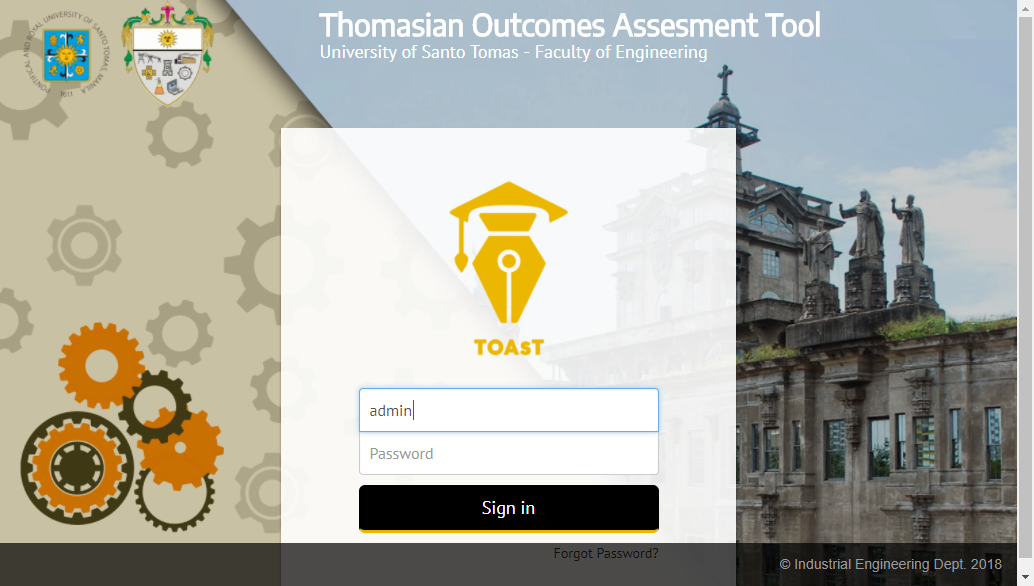 PONTIFICAL AND ROYAL UNIVERSITY OF SANTO TOMAS, MANILA
1611
Thomasian Outcomes Assesment Tool
University of Santo Tomas - Faculty of Engineering
TOAsT
admin
Password
Sign in
Forgot Password?
© Industrial Engineering Dept. 2018